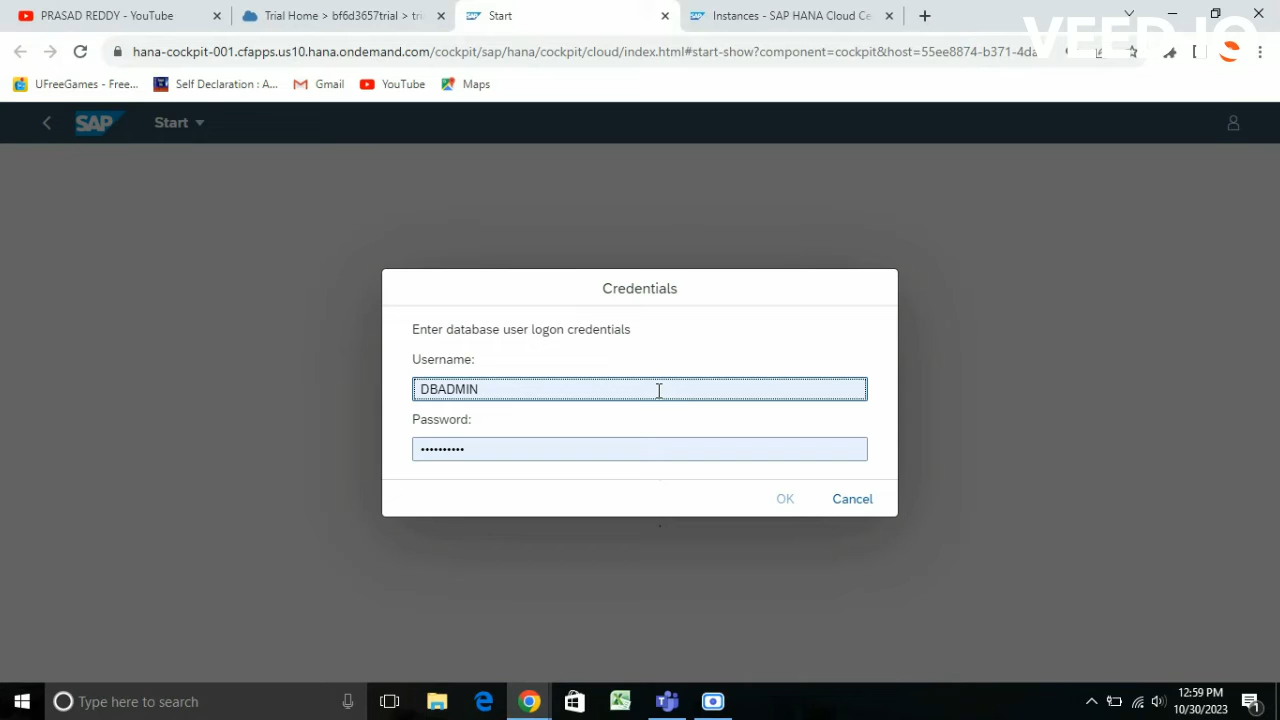 PRASAD REDDY - YouTube
Trial Home > bf6d3657trial > tri
Start
Instances - SAP HANA Cloud Ce
VEED.IO
hana-cockpit-001.cfapps.us10.hana.ondemand.com/cockpit/sap/hana/cockpit/cloud/index.html#start-show?component=cockpit&host=55ee8874-b371-4da
UFreeGames - Free...
Self Declaration : A...
Gmail
YouTube
Maps
SAP
Start
Credentials
Enter database user logon credentials
Username:
DBADMIN
Password:
••••••••••
OK
Cancel
Type here to search
12:59 PM
10/30/2023
1